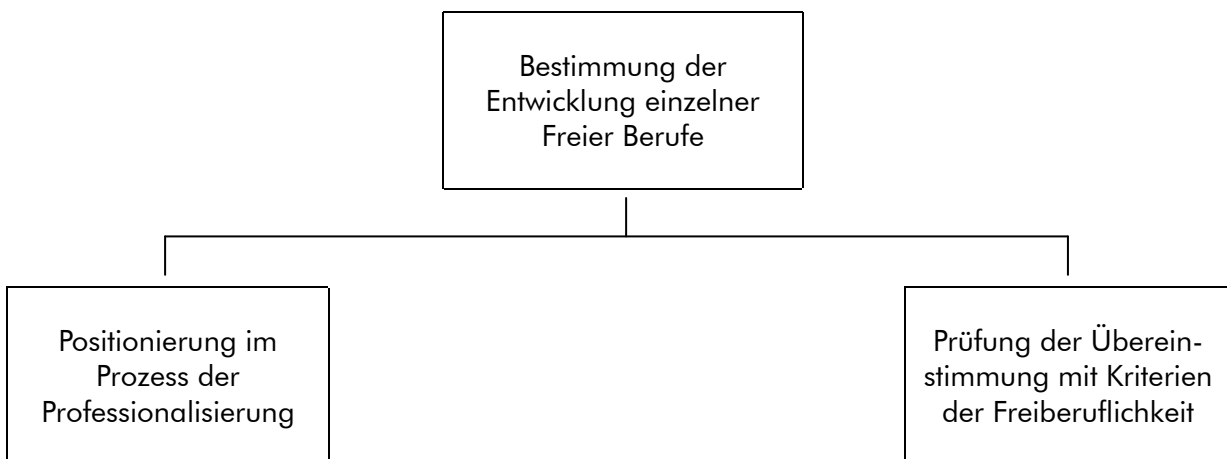 Bestimmung der
Entwicklung einzelner
Freier Berufe
Positionierung im
Prozess der
Professionalisierung
Prüfung der Überein-
stimmung mit Kriterien
der Freiberuflichkeit